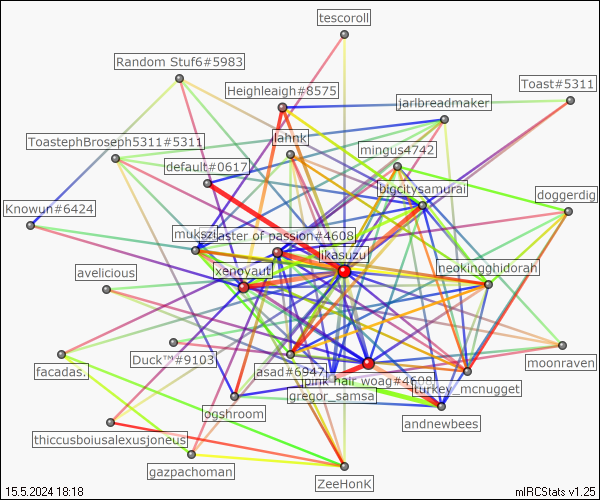 tescoroll
Random Stuf6#5983
Toast#5311
Heighleigh#8575
jarlbreadmaker
ToastephBroseph5311#5311
lahnk
mingus4742
default#0617
bigcitysamurai
doggerdig
Knowun#6424
mukszi
aster of passion#4608
ikasuzu
xenoyaut
neokingghidorah
avelicious
Duck™#9103
moonraven
facadas.
asad#6947
pink hair woag#4608
turkey_mcnugget
gregor_samsa
ogshroom
andnewbees
thiccusboiusalexusjoneus
gazpachoman
ZeeHonK
15.5.2024 18:18
mIRCStats v1.25